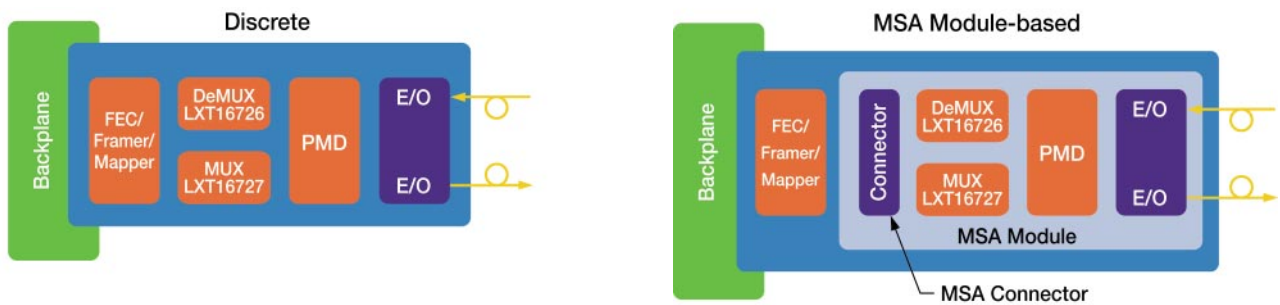 Discrete
Backplane
FEC/
Framer/
Mapper
DeMUX
LXT16726
MUX
LXT16727
PMD
E/O
E/O
MSA Module-based
Backplane
FEC/
Framer/
Mapper
Connector
DeMUX
LXT16726
MUX
LXT16727
PMD
E/O
E/O
MSA Module
MSA Connector